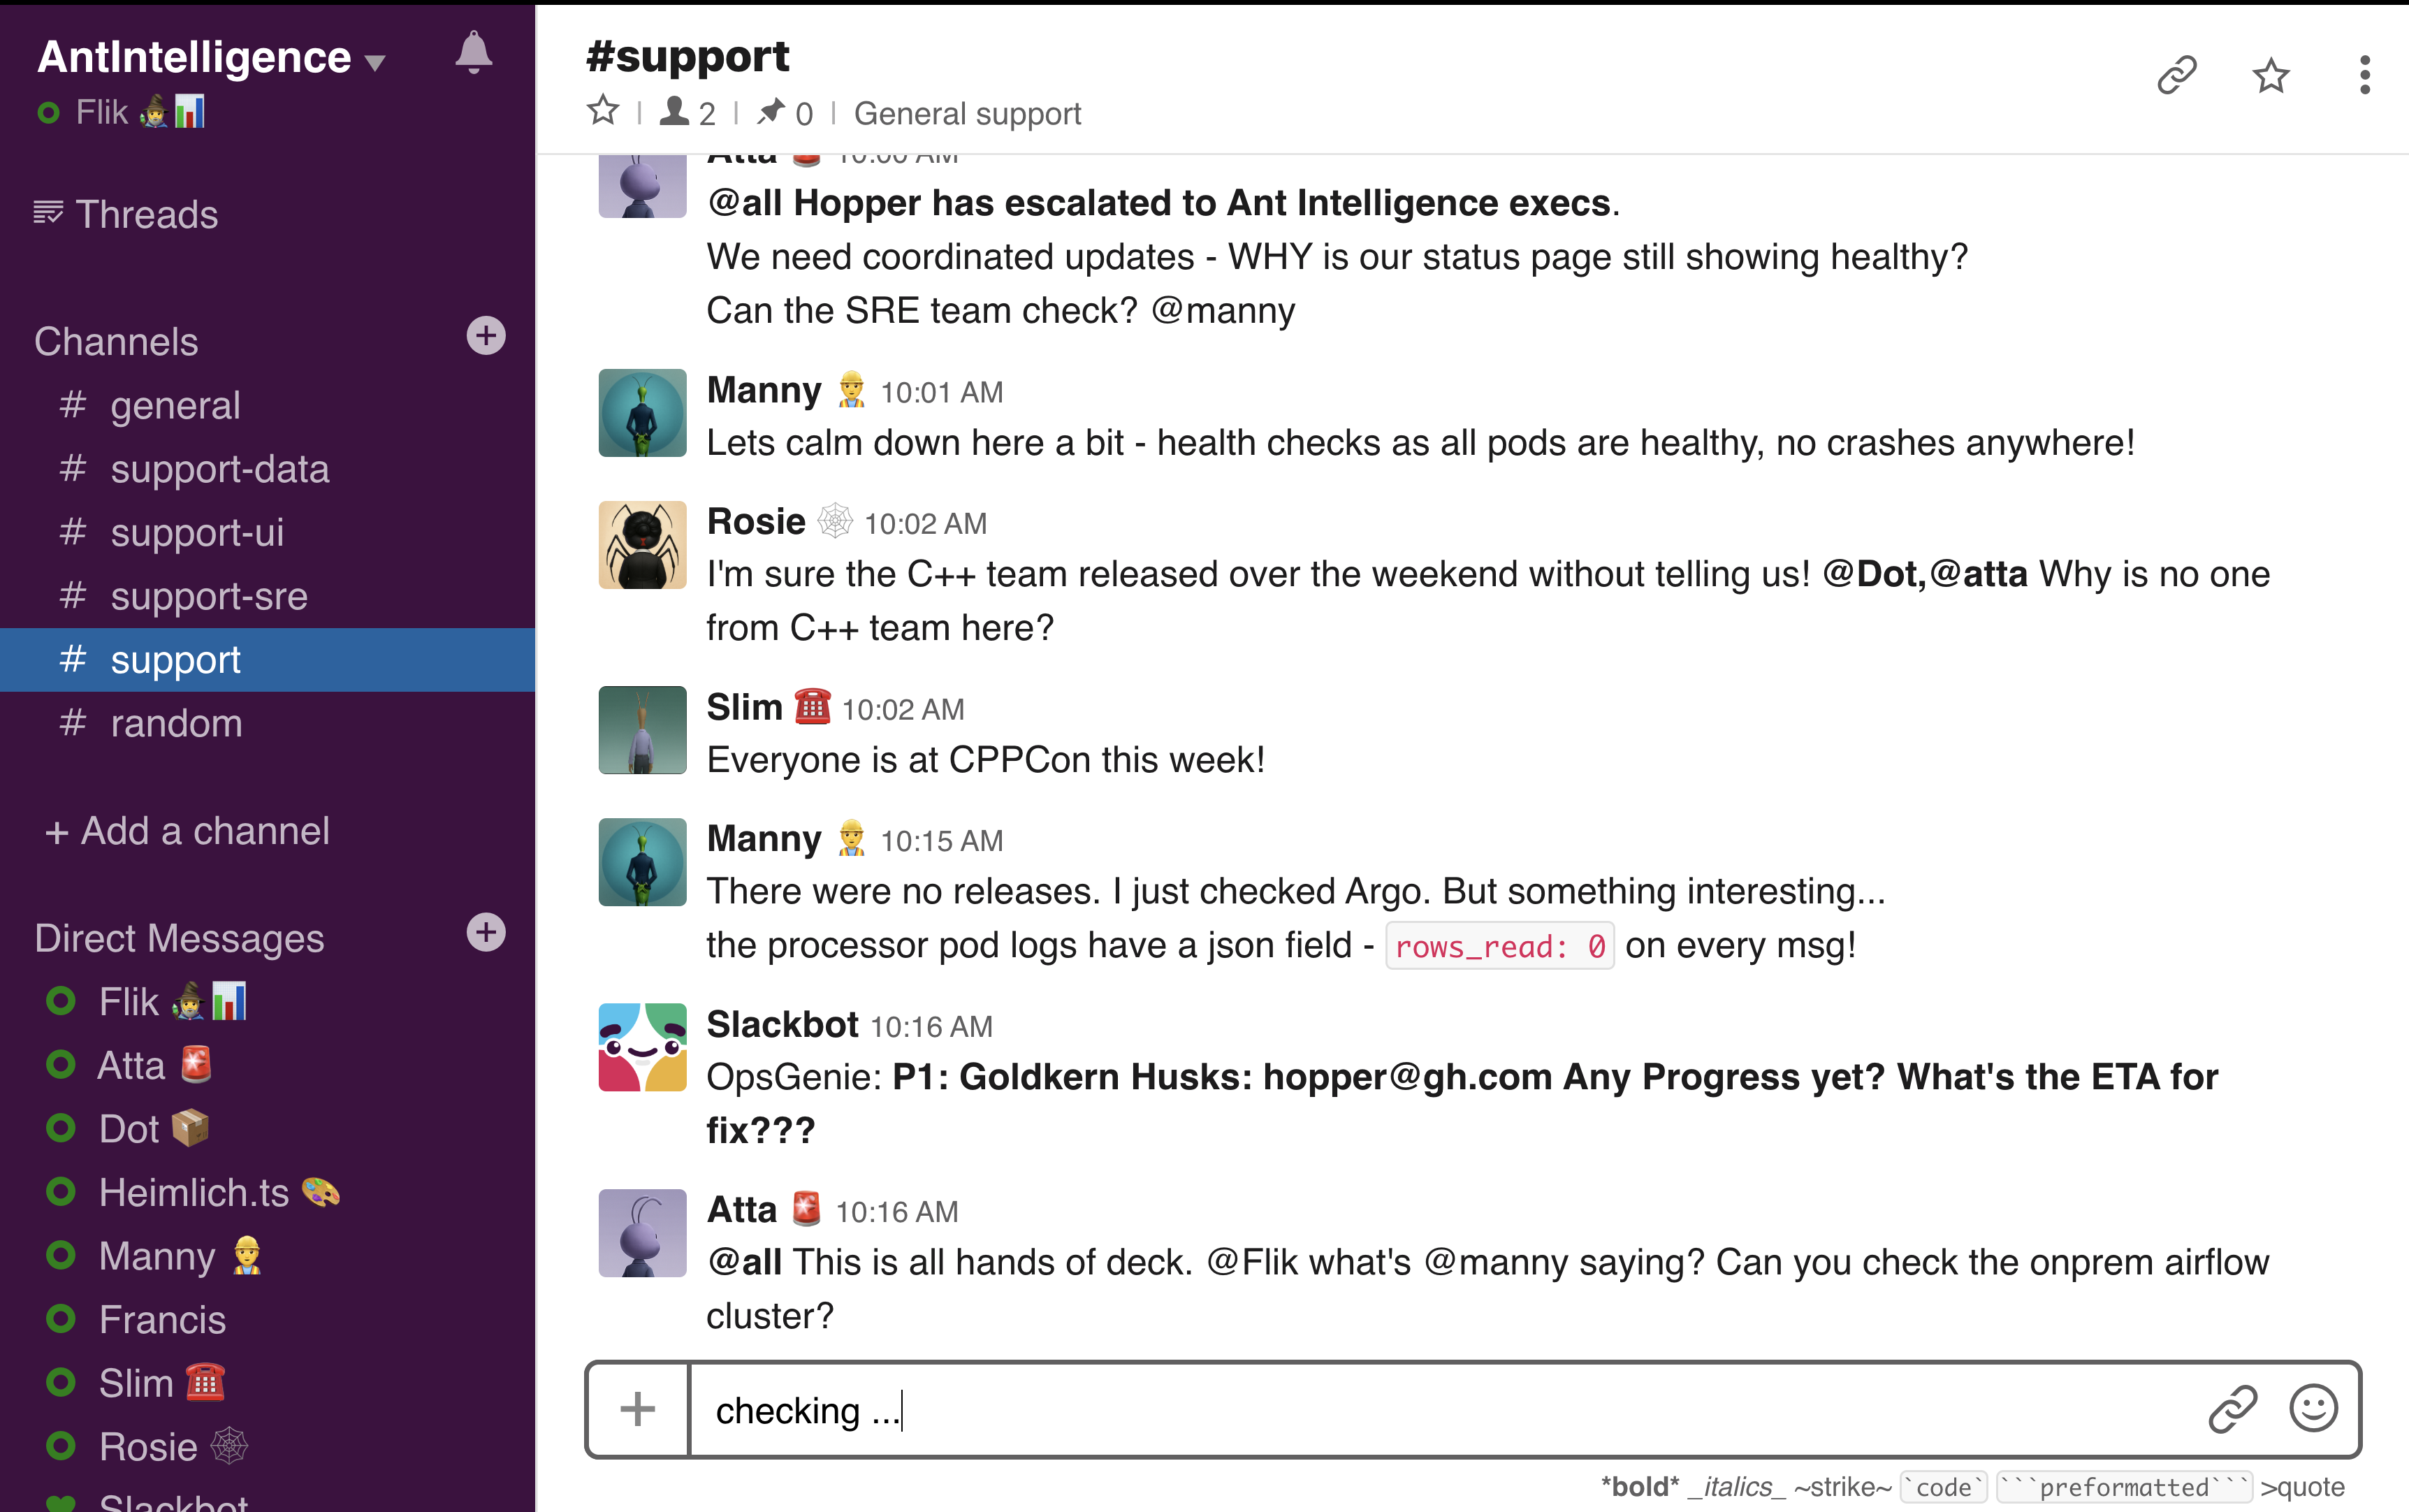 AntIntelligence
Flik
Threads
Channels
# general
# support-data
# support-ui
# support-sre
# support
# random
+ Add a channel
Direct Messages
Flik
Atta
Dot
Heimlich.ts
Manny
Francis
Slim
Rosie
Slackbot
#support
2 | 0 | General support
Atta 10:00 AM
@all Hopper has escalated to Ant Intelligence execs.
We need coordinated updates - WHY is our status page still showing healthy?
Can the SRE team check? @manny
Manny 10:01 AM
Lets calm down here a bit - health checks as all pods are healthy, no crashes anywhere!
Rosie 10:02 AM
I'm sure the C++ team released over the weekend without telling us! @Dot,@atta Why is no one
from C++ team here?
Slim 10:02 AM
Everyone is at CPPCon this week!
Manny 10:15 AM
There were no releases. I just checked Argo. But something interesting...
the processor pod logs have a json field - rows_read: 0 on every msg!
Slackbot 10:16 AM
OpsGenie: P1: Goldkern Husks: hopper@gh.com Any Progress yet? What's the ETA for
fix???
Atta 10:16 AM
@all This is all hands of deck. @Flik what's @manny saying? Can you check the onprem airflow
cluster?
checking ...
*bold* _italics_ ~strike~ `code` ```preformatted``` >quote